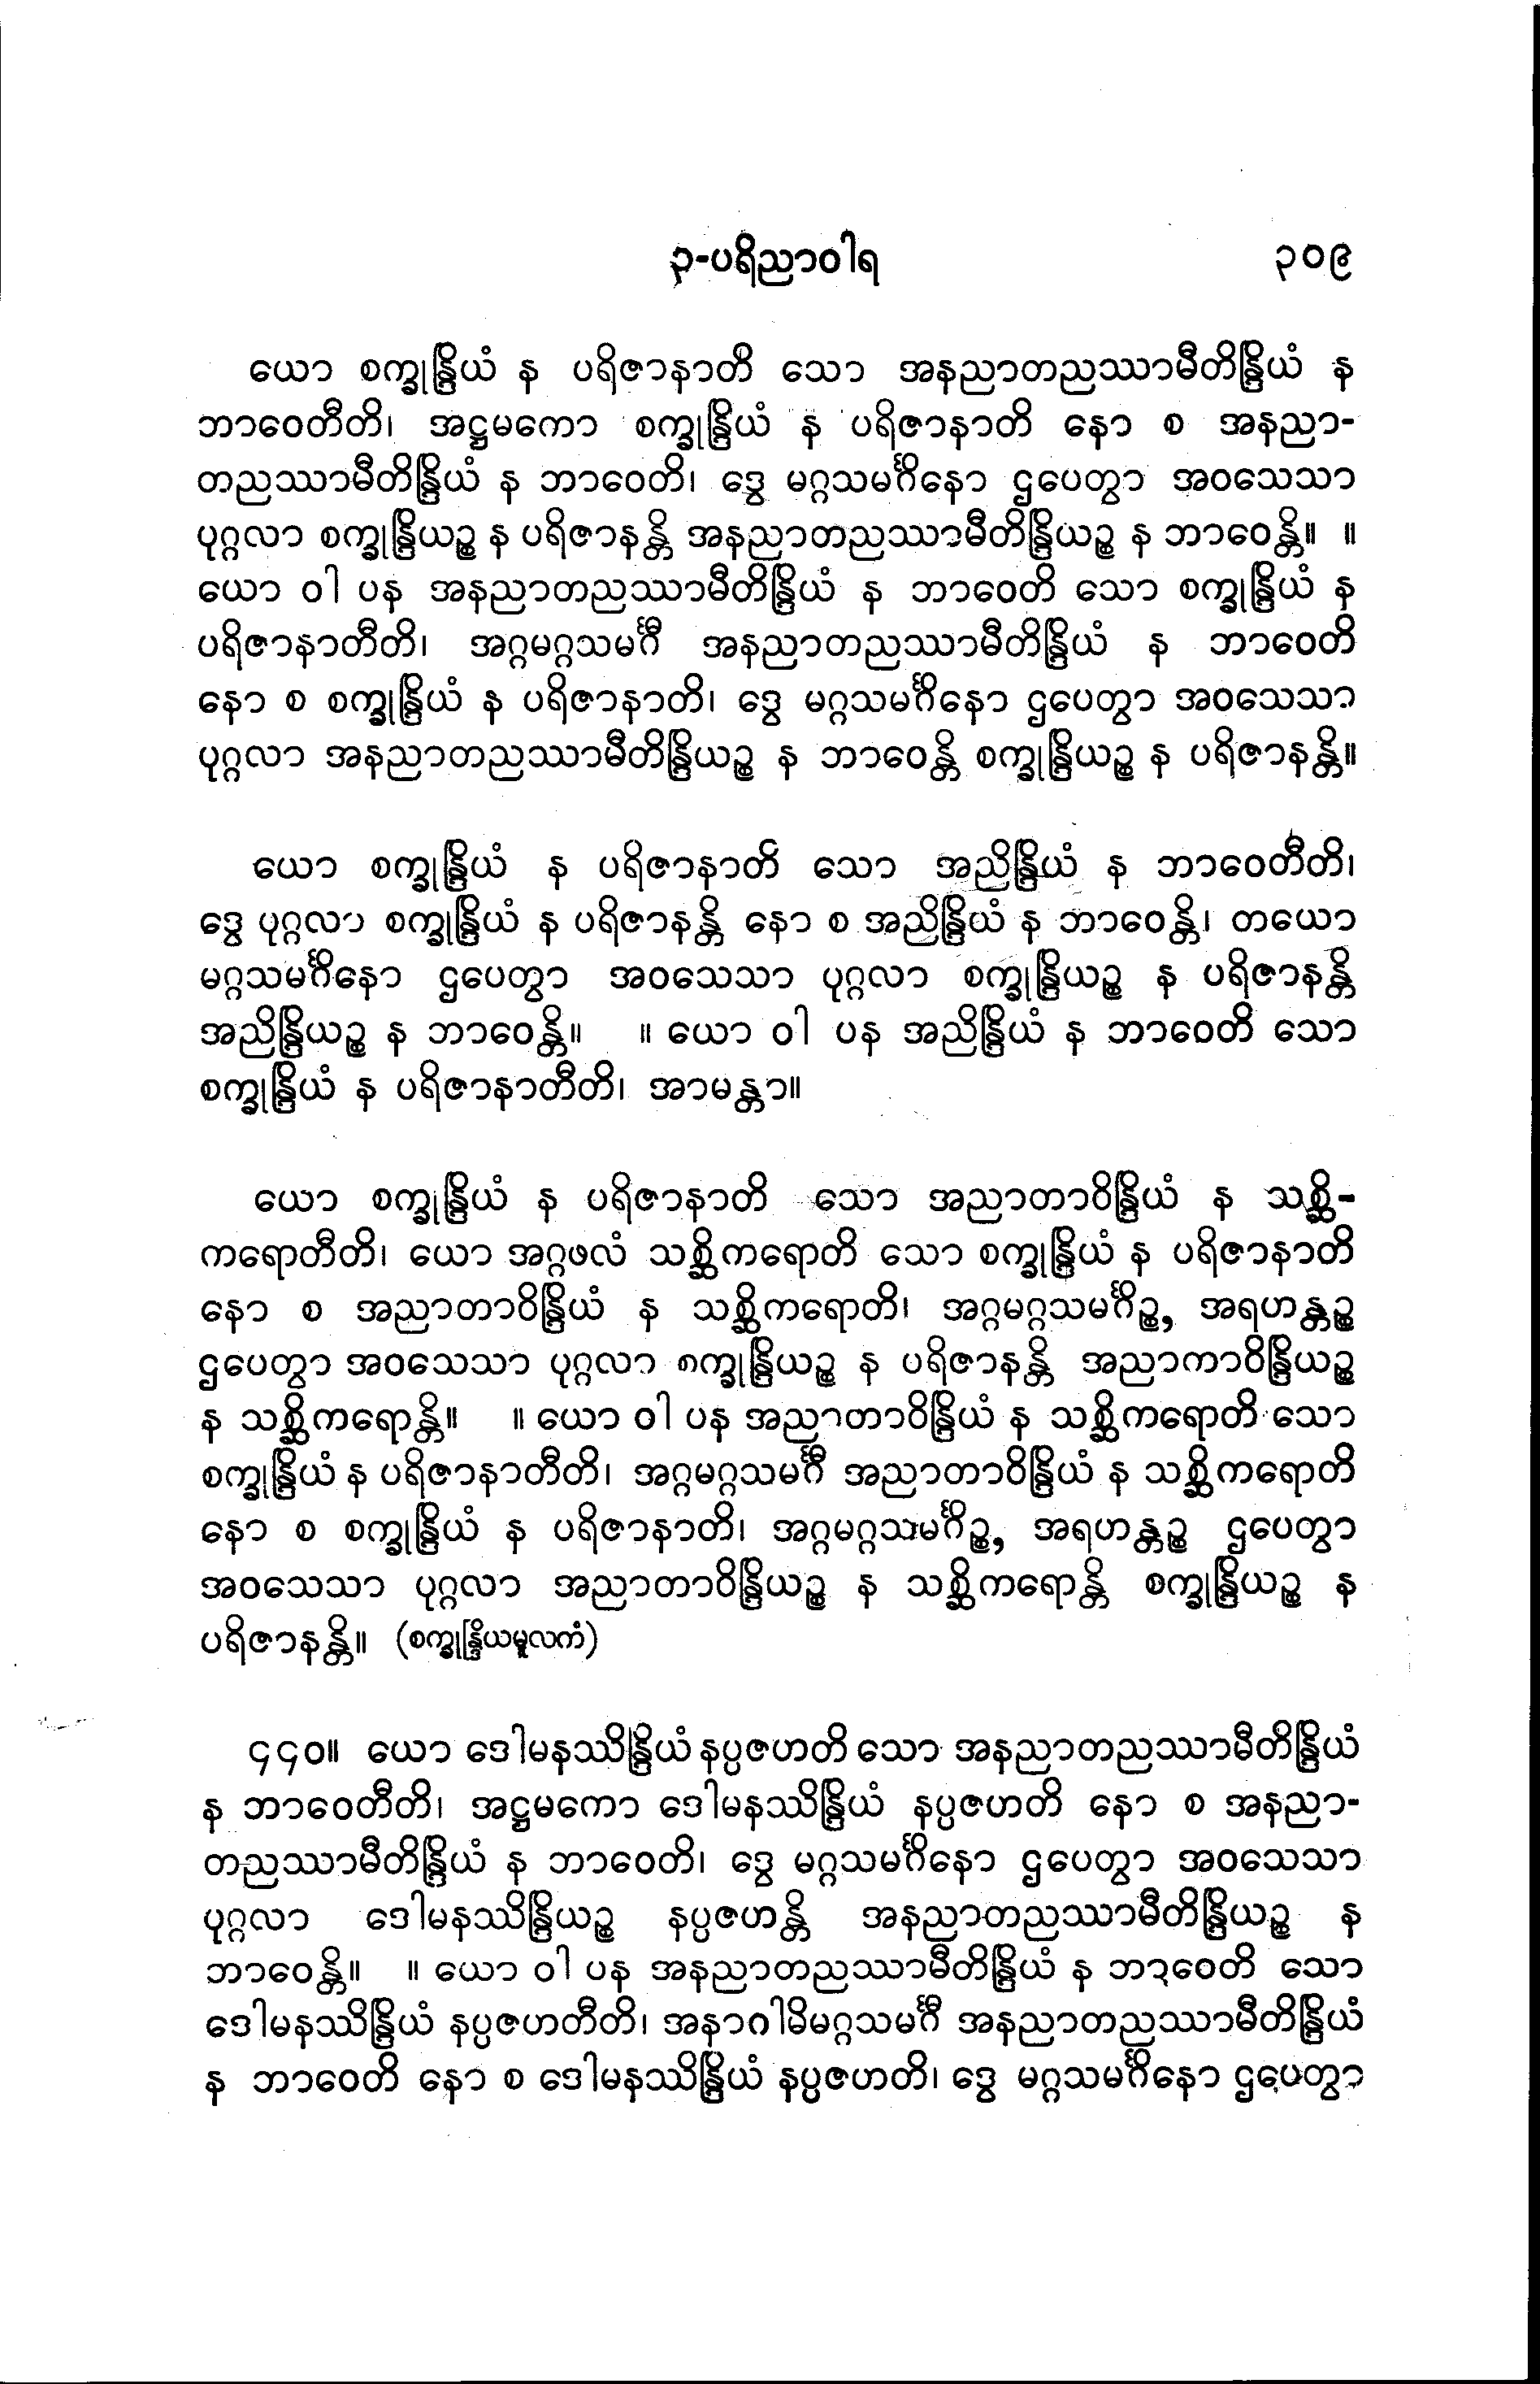 ၃-ပရိညာဝါရ ၃၀၉
ယော စက္ခုန္ဒြိယံ န ပရိဇာနာတိ သော အနညာတညဿာမီတိန္ဒြိယံ န
ဘာဝေတီတိ၊ အဋ္ဌမကော စက္ခုန္ဒြိယံ န ပရိဇာနာတိ နော စ အနညာ-
တညဿာမီတိန္ဒြိယံ န ဘာဝေတိ၊ ဒွေ မဂ္ဂသမင်္ဂိနော ဌပေတွာ အဝသေသာ
ပုဂ္ဂလာ စက္ခုန္ဒြိယဉ္စ န ပရိဇာနန္တိ အနညာတညဿာမီတိန္ဒြိယဉ္စ န ဘာဝေန္တိ။ ။
ယော ဝါ ပန အနညာတညဿာမီတိန္ဒြိယံ န ဘာဝေတိ သော စက္ခုန္ဒြိယံ န
ပရိဇာနာတီတိ၊ အဂ္ဂမဂ္ဂသမင်္ဂီ အနညာတညဿာမီတိန္ဒြိယံ န ဘာဝေတိ
နော စ စက္ခုန္ဒြိယံ န ပရိဇာနာတိ၊ ဒွေ မဂ္ဂသမင်္ဂိနော ဌပေတွာ အဝသေသာ
ပုဂ္ဂလာ အနညာတညဿာမီတိန္ဒြိယဉ္စ န ဘာဝေန္တိ စက္ခုန္ဒြိယဉ္စ န ပရိဇာနန္တိ။
ယော စက္ခုန္ဒြိယံ န ပရိဇာနာတိ သော အညိန္ဒြိယံ န ဘာဝေတီတိ၊
ဒွေ ပုဂ္ဂလာ စက္ခုန္ဒြိယံ န ပရိဇာနန္တိ နော စ အညိန္ဒြိယံ န ဘာဝေန္တိ၊ တယော
မဂ္ဂသမင်္ဂိနော ဌပေတွာ အဝသေသာ ပုဂ္ဂလာ စက္ခုန္ဒြိယဉ္စ န ပရိဇာနန္တိ
အညိန္ဒြိယဉ္စ န ဘာဝေန္တိ။ ။ ယော ဝါ ပန အညိန္ဒြိယံ န ဘာဝေတိ သော
စက္ခုန္ဒြိယံ န ပရိဇာနာတီတိ၊ အာမန္တာ။
ယော စက္ခုန္ဒြိယံ န ပရိဇာနာတိ သော အညာတာဝိန္ဒြိယံ န သစ္ဆိ-
ကရောတီတိ၊ ယော အဂ္ဂဖလံ သစ္ဆိကရောတိ သော စက္ခုန္ဒြိယံ န ပရိဇာနာတိ
နော စ အညာတာဝိန္ဒြိယံ န သစ္ဆိကရောတိ၊ အဂ္ဂမဂ္ဂသမင်္ဂိဉ္စ, အရဟန္တဉ္စ
ဌပေတွာ အဝသေသာ ပုဂ္ဂလာ စက္ခုန္ဒြိယဉ္စ န ပရိဇာနန္တိ အညာကာဝိန္ဒြိယဉ္စ
န သစ္ဆိကရောန္တိ။ ။ ယော ဝါ ပန အညာတာဝိန္ဒြိယံ န သစ္ဆိကရောတိ သော
စက္ခုန္ဒြိယံ န ပရိဇာနာတီတိ၊ အဂ္ဂမဂ္ဂသမင်္ဂီ အညာတာဝိန္ဒြိယံ န သစ္ဆိကရောတိ
နော စ စက္ခုန္ဒြိယံ န ပရိဇာနာတိ၊ အဂ္ဂမဂ္ဂသမင်္ဂိဉ္စ, အရဟန္တဉ္စ ဌပေတွာ
အဝသေသာ ပုဂ္ဂလာ အညာတာဝိန္ဒြိယဉ္စ န သစ္ဆိကရောန္တိ စက္ခုန္ဒြိယဉ္စ န
ပရိဇာနန္တိ။ (စက္ခုန္ဒြိယမူလကံ)
၄၄၀။ ယော ဒေါမနဿိန္ဒြိယံ နပ္ပဇဟတိ သော အနညာတညဿာမီတိန္ဒြိယံ
န ဘာဝေတီတိ၊ အဋ္ဌမကော ဒေါမနဿိန္ဒြိယံ နပ္ပဇဟတိ နော စ အနညာ-
တညဿာမီတိန္ဒြိယံ န ဘာဝေတိ၊ ဒွေ မဂ္ဂသမင်္ဂိနော ဌပေတွာ အဝသေသာ
ပုဂ္ဂလာ ဒေါမနဿိန္ဒြိယဉ္စ နပ္ပဇဟန္တိ အနညာတညဿာမီတိန္ဒြိယဉ္စ န
ဘာဝေန္တိ။ ။ ယော ဝါ ပန အနညာတညဿာမီတိန္ဒြိယံ န ဘာဝေတိ သော
ဒေါမနဿိန္ဒြိယံ နပ္ပဇဟတီတိ၊ အနာဂါမိမဂ္ဂသမင်္ဂီ အနညာတညဿာမီတိန္ဒြိယံ
န ဘာဝေတိ နော စ ဒေါမနဿိန္ဒြိယံ နပ္ပဇဟတိ၊ ဒွေ မဂ္ဂသမင်္ဂိနော ဌပေတွာ